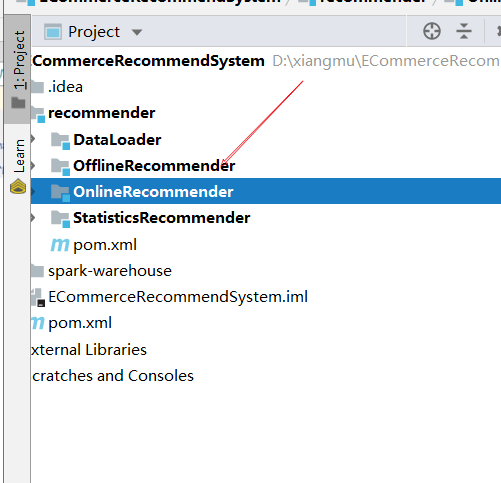 ECommerceRecommendSystem recommender Onlin
Project
1: Project
Learn
CommerceRecommendSystem D:\xiangmu\ECommerceRecom
.idea
recommender
DataLoader
OfflineRecommender
OnlineRecommender
StatisticsRecommender
m pom.xml
spark-warehouse
ECommerceRecommendSystem.iml
m pom.xml
xternal Libraries
cratches and Consoles